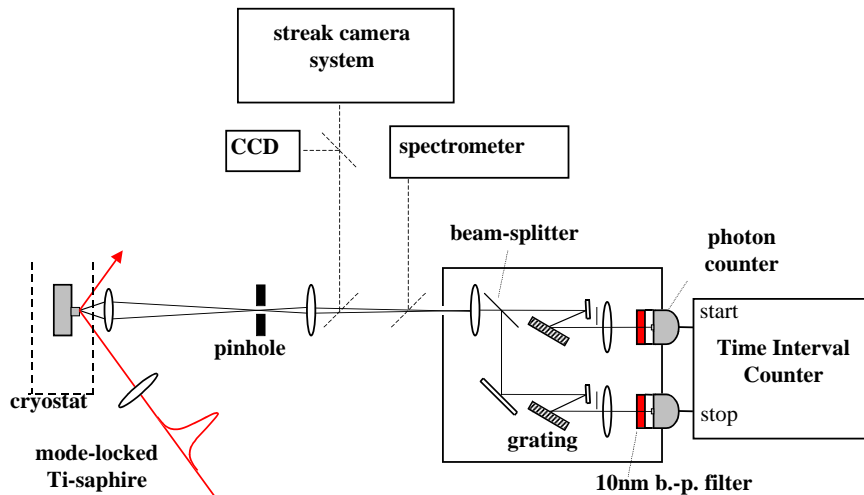 streak camera
system
CCD
spectrometer
beam-splitter
photon
counter
pinhole
cryostat
start
Time Interval
Counter
stop
grating
mode-locked
Ti-saphire
10nm b.-p. filter